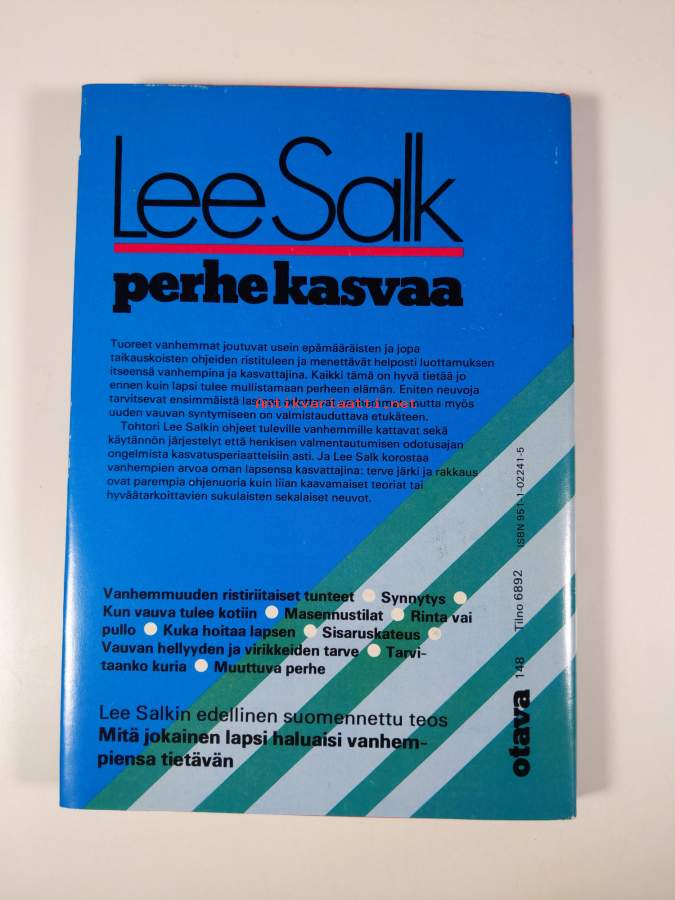 Lee Salk
perhe kasvaa
Tuoreet vanhemmat joutuvat usein epämääräisten ja jopa
taikauskoisten ohjeiden ristituleen ja menettävät helposti luottamuksen
itseensä vanhempina ja kasvattajina. Kaikki tämä on hyvä tietää jo
ennen kuin lapsi tulee mullistamaan perheen elämän. Eniten neuvoja
tarvitsevat ensimmäistä lastaan mutta myös
antikvariaatti.net
uuden vauvan syntymiseen on valmistauduttava etukäteen.
Tohtori Lee Salkin ohjeet tuleville vanhemmille kattavat sekä
käytännön järjestelyt että henkisen valmentautumisen odotusajan
ongelmista kasvatusperiaatteisiin asti. Ja Lee Salk korostaa
vanhempien arvoa oman lapsensa kasvattajina: terve järki ja rakkaus
ovat parempia ohjenuoria kuin liian kaavamaiset teoriat tai
hyväätarkoittavien sukulaisten sekalaiset neuvot.
Vanhemmuuden ristiriitaiset tunteet ● Synnytys ●
Kun vauva tulee kotiin ● Masennustilat ● Rinta vai
pullo ● Kuka hoitaa lapsen ● Sisaruskateus ●
Vauvan hellyyden ja virikkeiden tarve ● Tarvi-
taanko kuria ● Muuttuva perhe
Lee Salkin edellinen suomennettu teos
Mitä jokainen lapsi haluaisi vanhem-
piensa tietävän
otava 148 Tilno 6892 ISBN 951-1-02241-5